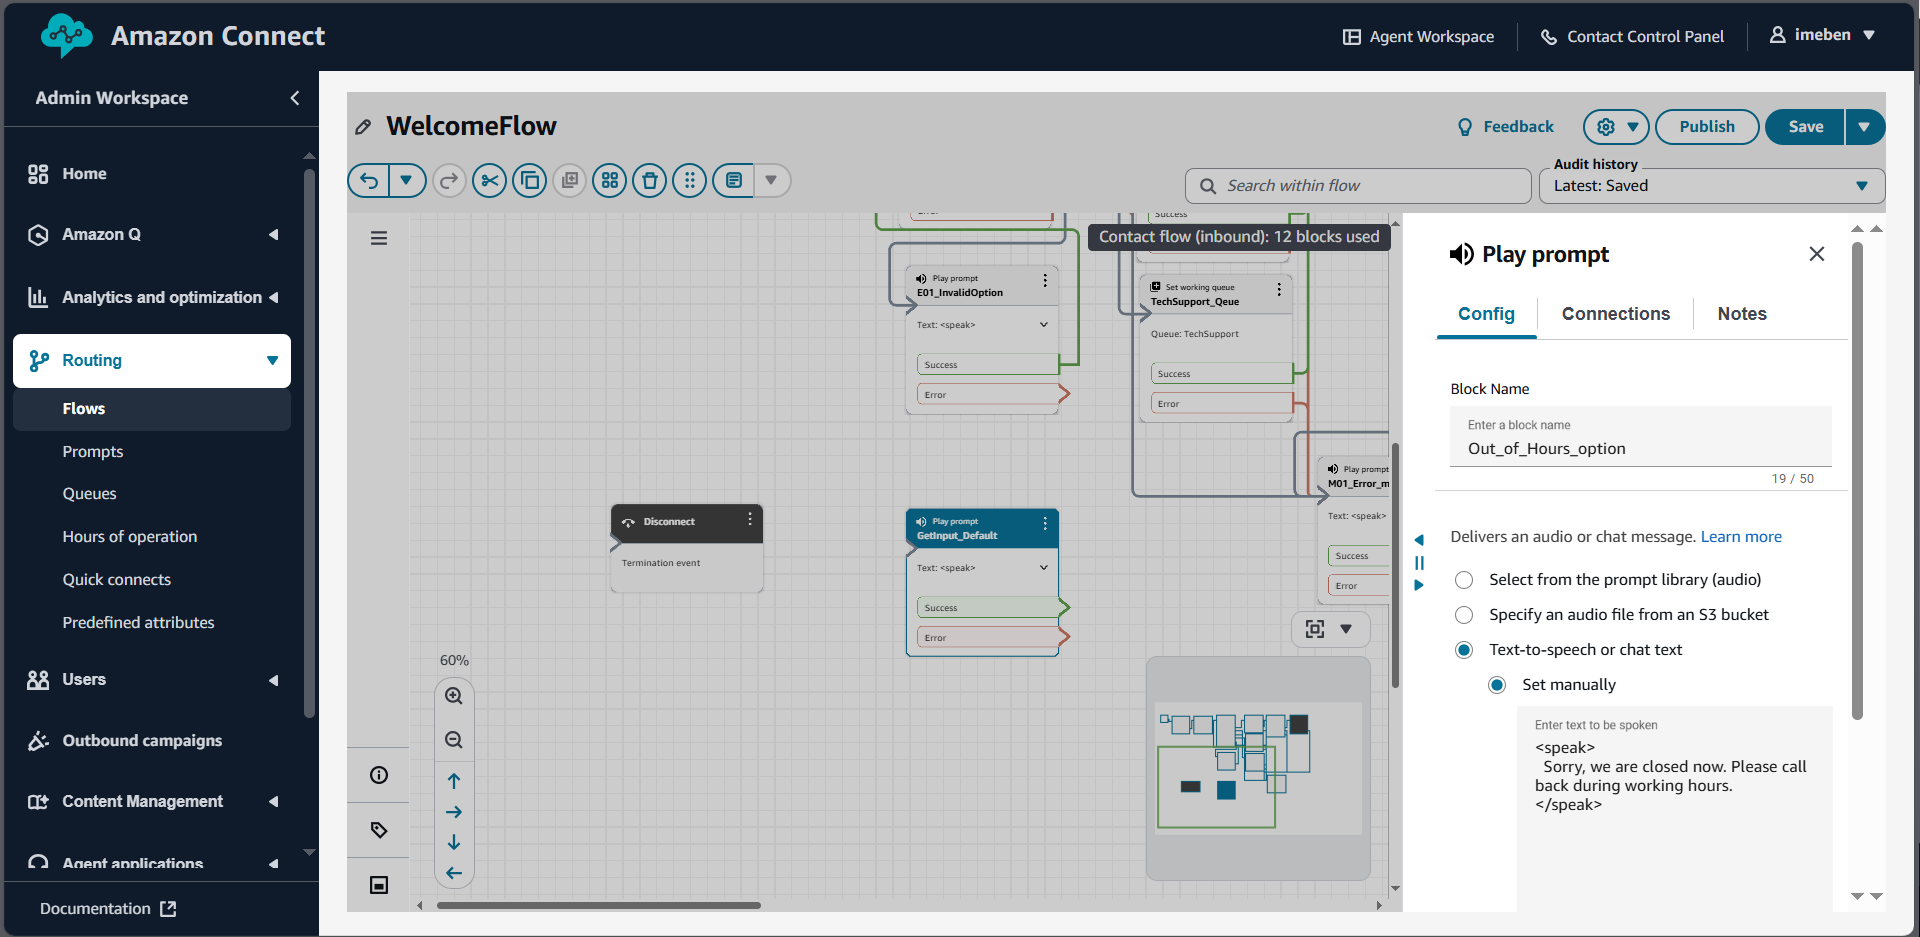 Amazon Connect
Agent Workspace
Contact Control Panel
imeben
Admin Workspace
Home
Amazon Q
Analytics and optimization
Routing
Flows
Prompts
Queues
Hours of operation
Quick connects
Predefined attributes
Users
Outbound campaigns
Content Management
Agent applications
Documentation
WelcomeFlow
Feedback
Publish
Save
Search within flow
Audit history
Latest: Saved
Contact flow (inbound): 12 blocks used
Error
Success
Play prompt
E01_InvalidOption
Text: <speak>
Success
Error
Set working queue
TechSupport_Qeue
Queue: TechSupport
Success
Error
Play prompt
M01_Error_m
Text: <speak>
Success
Error
Disconnect
Termination event
Play prompt
GetInput_Default
Text: <speak>
Success
Error
60%
Play prompt
Config
Connections
Notes
Block Name
Enter a block name
Out_of_Hours_option
19 / 50
Delivers an audio or chat message. Learn more
Select from the prompt library (audio)
Specify an audio file from an S3 bucket
Text-to-speech or chat text
Set manually
Enter text to be spoken
<speak>
Sorry, we are closed now. Please call
back during working hours.
</speak>